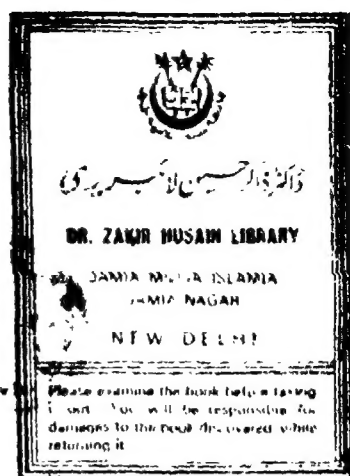 ڈاکٹر ذاکر حسین لائبریری
DR. ZAKIR HUSAIN LIBRARY
JAMIA MILLIA ISLAMIA
JAMIA NAGAR
NEW DELHI
Please examine the book before taking
it out. You will be responsible for
damages to the book discovered while
returning it